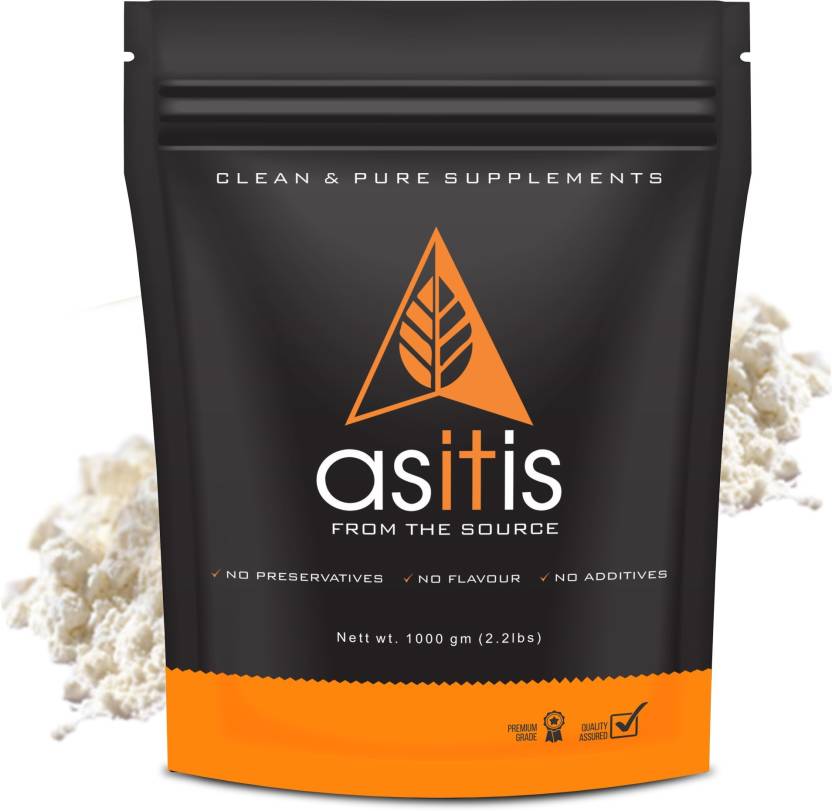 CLEAN & PURE SUPPLEMENTS
asitis
FROM THE SOURCE
NO PRESERVATIVES NO FLAVOUR NO ADDITIVES
Nett wt. 1000 gm (2.2lbs)
PREMIUM GRADE
QUALITY ASSURED